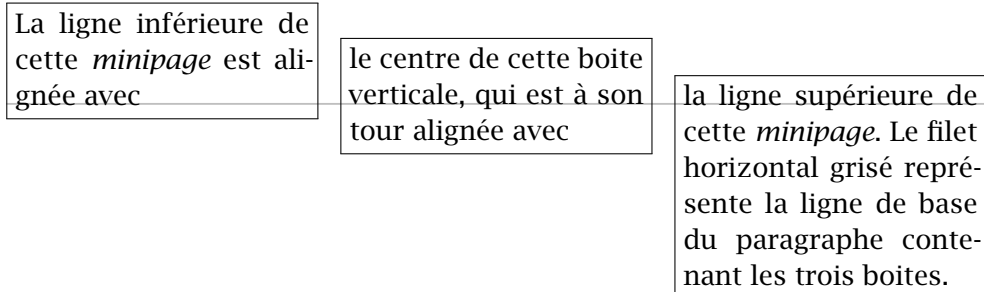 La ligne inférieure de
cette minipage est ali-
gnée avec
le centre de cette boite
verticale, qui est à son
tour alignée avec
la ligne supérieure de
cette minipage. Le filet
horizontal grisé repré-
sente la ligne de base
du paragraphe conte-
nant les trois boites.